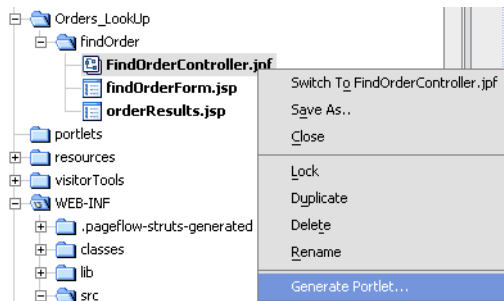 Orders_LookUp
findOrder
FindOrderController.jpf
findOrderForm.jsp
orderResults.jsp
portlets
resources
visitorTools
WEB-INF
.pageflow-struts-generated
classes
lib
src
Switch To FindOrderController.jpf
Save As..
Close
Lock
Duplicate
Delete
Rename
Generate Portlet...